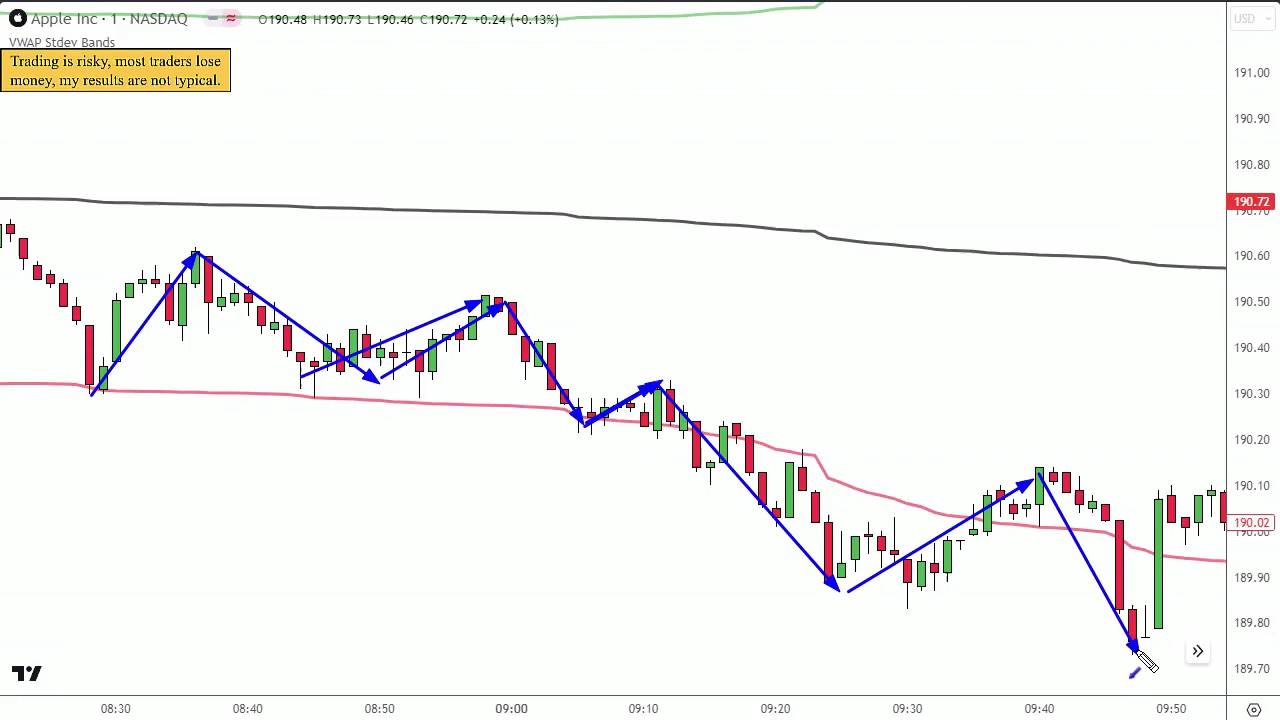 Apple Inc · 1 · NASDAQ O190.48 H190.73 L190.46 C190.72 +0.24 (+0.13%)
USD
VWAP Stdev Bands
Trading is risky, most traders lose
money, my results are not typical.
191.00
190.90
190.80
190.72
190.70
190.60
190.50
190.40
190.30
190.20
190.10
190.02
190.00
189.90
189.80
189.70
08:30 08:40 08:50 09:00 09:10 09:20 09:30 09:40 09:50